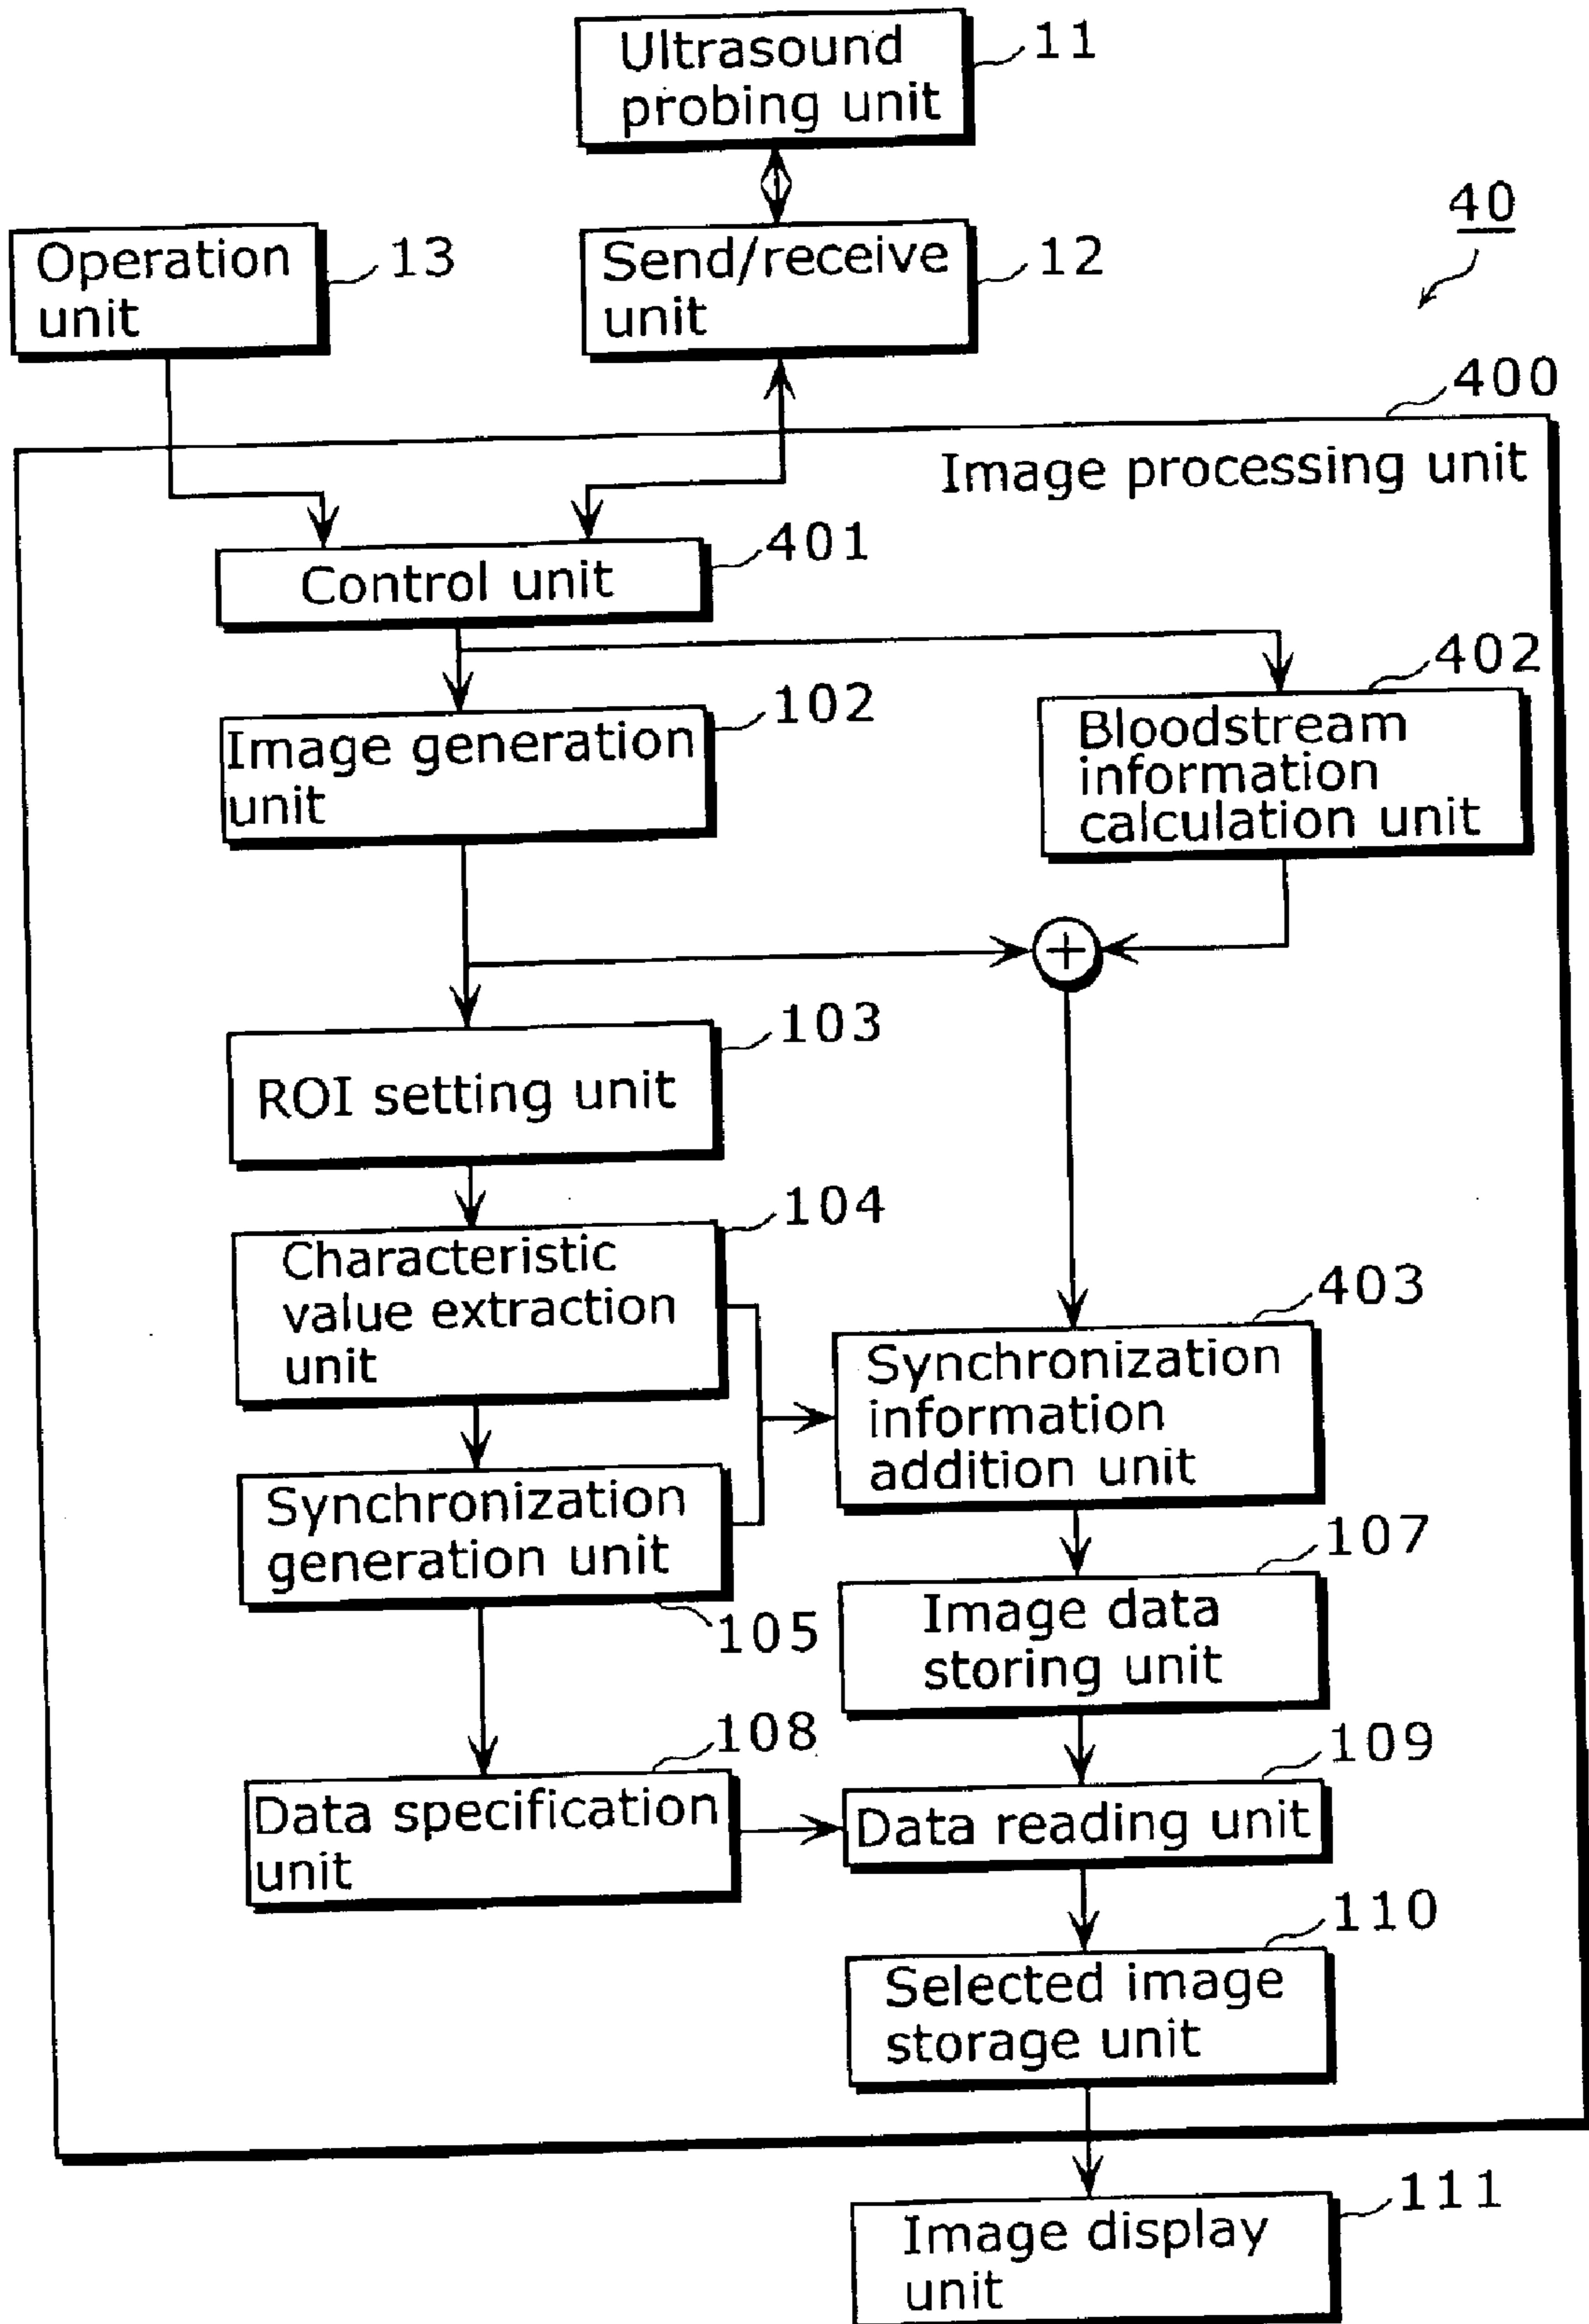 Ultrasound
probing unit
11
40
Operation
unit
13
Send/receive
unit
12
400
Image processing unit
401
Control unit
402
Image generation
unit
102
Bloodstream
information
calculation unit
+
103
ROI setting unit
104
Characteristic
value extraction
unit
403
Synchronization
information
addition unit
Synchronization
generation unit
105
107
Image data
storing unit
108
Data specification
unit
109
Data reading unit
110
Selected image
storage unit
111
Image display
unit